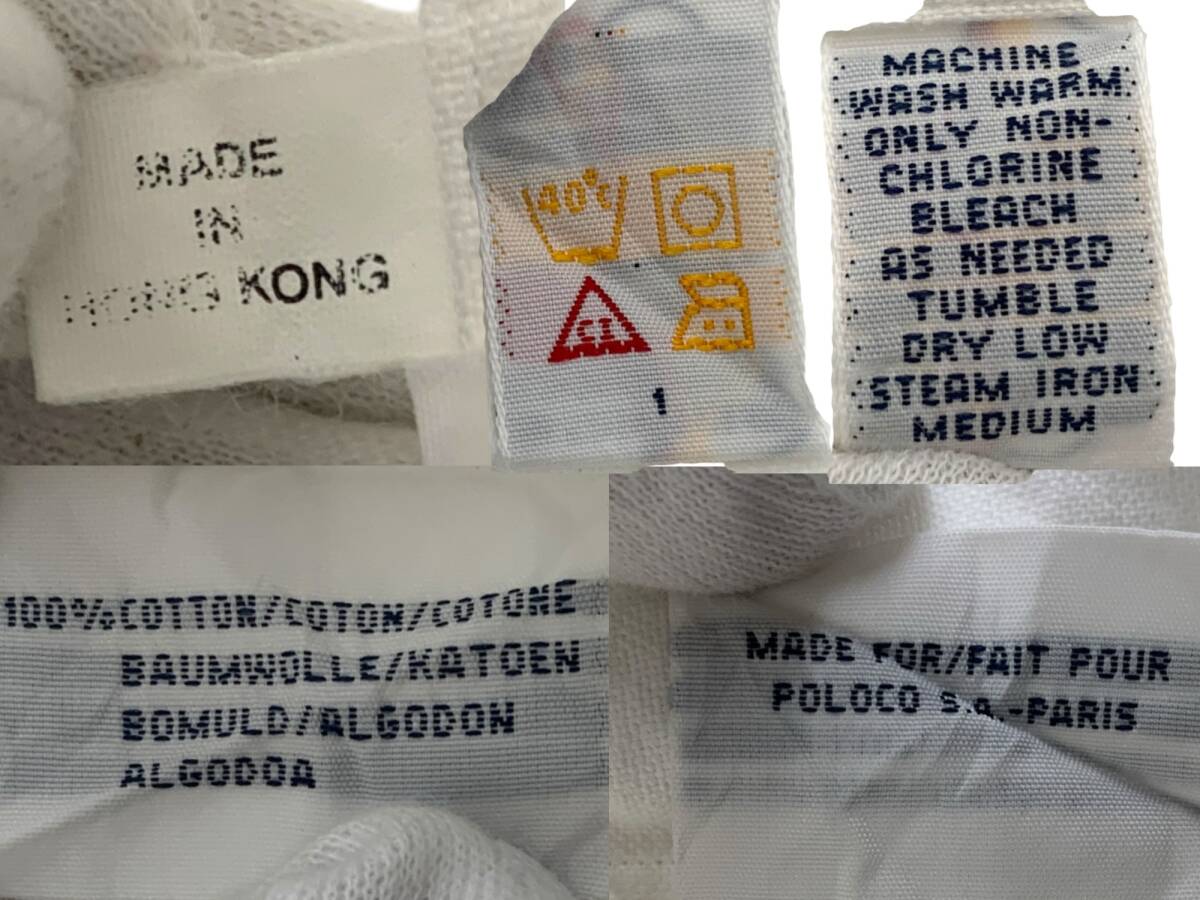 MADE
IN
HONG KONG
40°C
CL
1
MACHINE
WASH WARM
ONLY NON-
CHLORINE
BLEACH
AS NEEDED
TUMBLE
DRY LOW
STEAM IRON
MEDIUM
100%COTTON/COTON/COTONE
BAUMWOLLE/KATOEN
BOMULD/ALGODON
ALGODOA
MADE FOR/FAIT POUR
POLOCO S.A.-PARIS